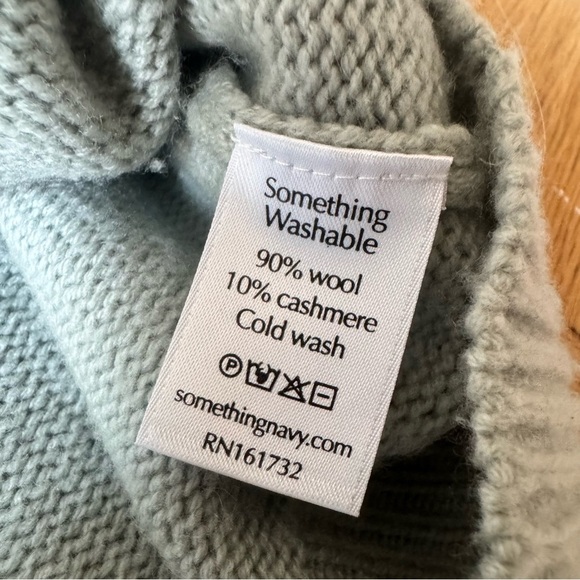 Something
Washable
90% wool
10% cashmere
Cold wash
P
somethingnavy.com
RN161732